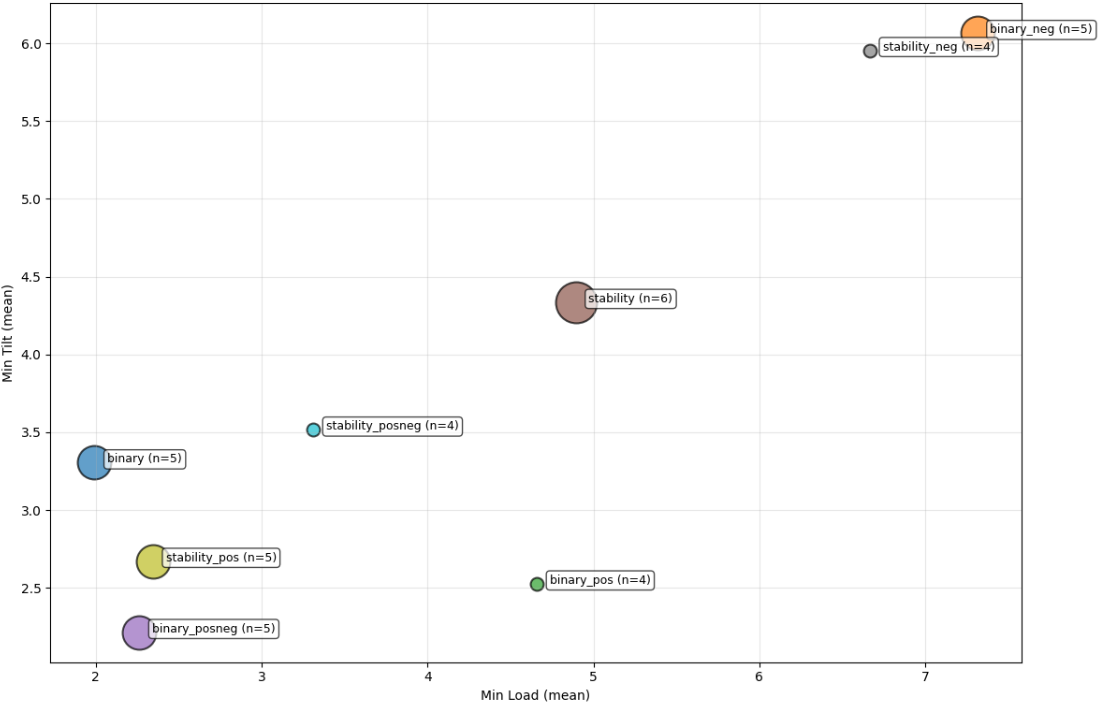 binary_neg (n=5)
stability_neg (n=4)
stability (n=6)
stability_posneg (n=4)
binary (n=5)
stability_pos (n=5)
binary_pos (n=4)
binary_posneg (n=5)
6.0
5.5
5.0
4.5
4.0
3.5
3.0
2.5
Min Tilt (mean)
2
3
4
5
6
7
Min Load (mean)